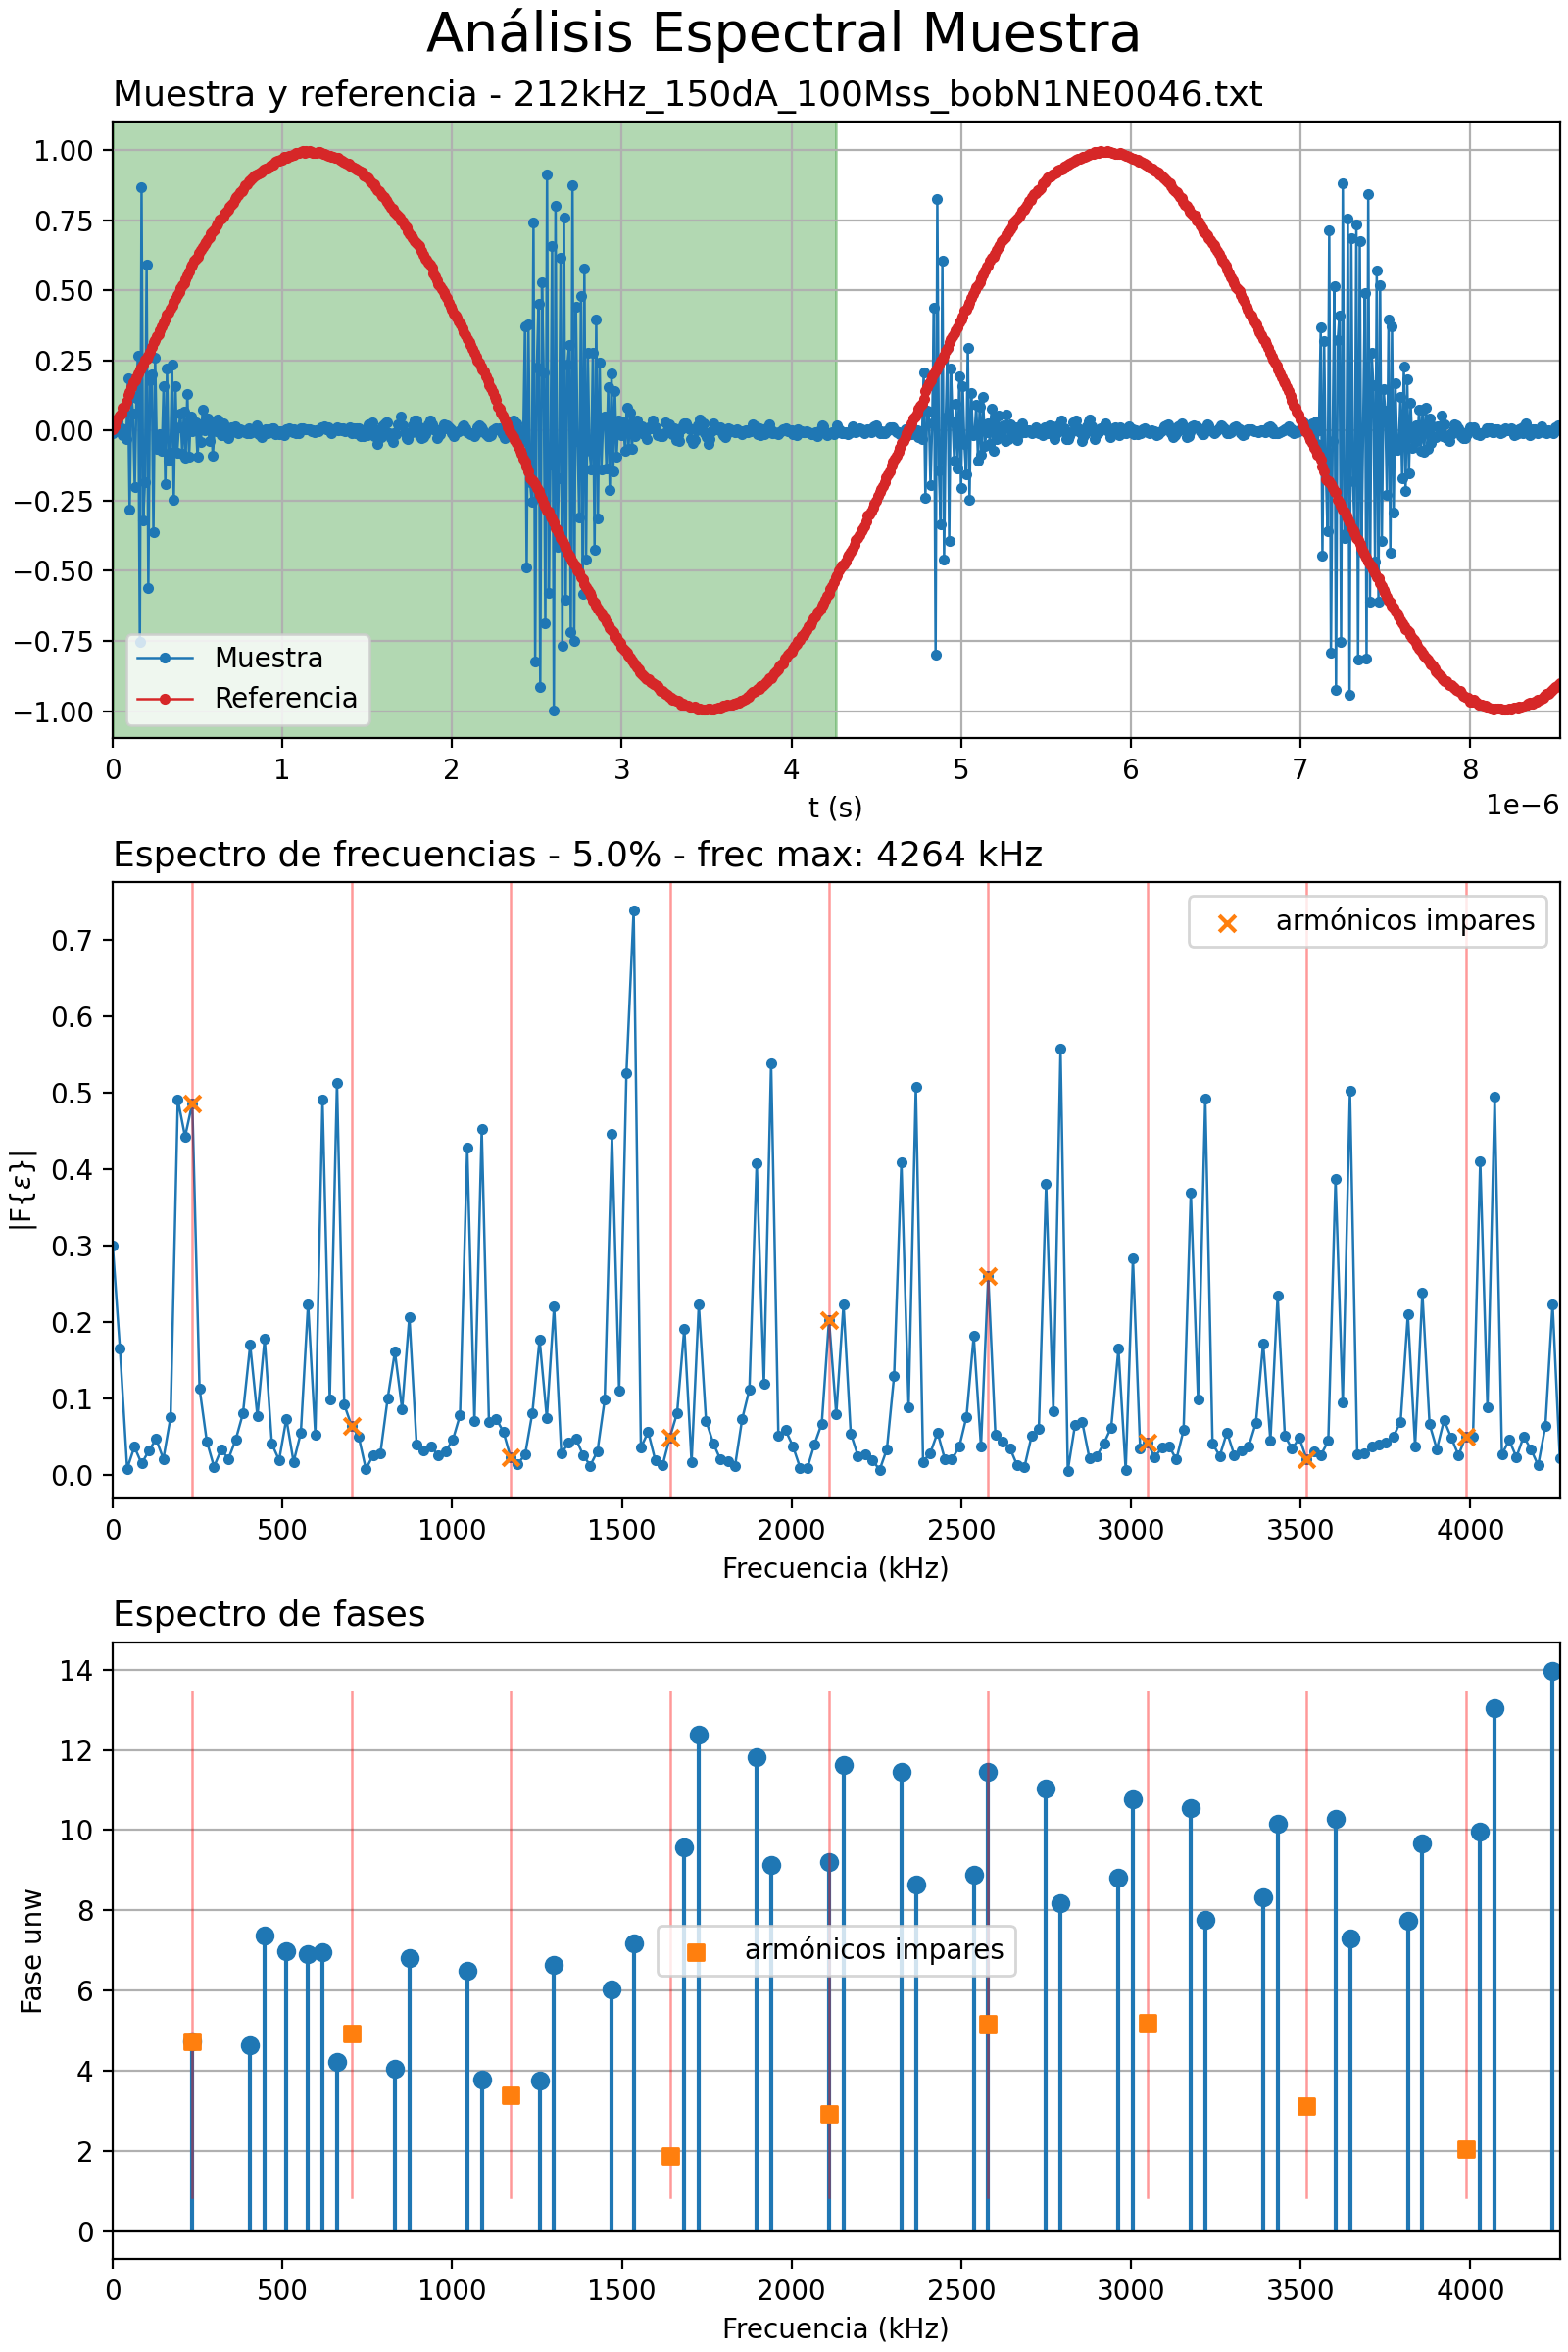 Análisis Espectral Muestra
Muestra y referencia - 212kHz_150dA_100Mss_bobN1NE0046.txt
1.00
0.75
0.50
0.25
0.00
−0.25
−0.50
−0.75
−1.00
Muestra
Referencia
0 1 2 3 4 5 6 7 8
t (s)
1e−6
Espectro de frecuencias - 5.0% - frec max: 4264 kHz
|F{ε}|
0.7
0.6
0.5
0.4
0.3
0.2
0.1
0.0
armónicos impares
0 500 1000 1500 2000 2500 3000 3500 4000
Frecuencia (kHz)
Espectro de fases
Fase unw
14
12
10
8
6
4
2
0
armónicos impares
0 500 1000 1500 2000 2500 3000 3500 4000
Frecuencia (kHz)